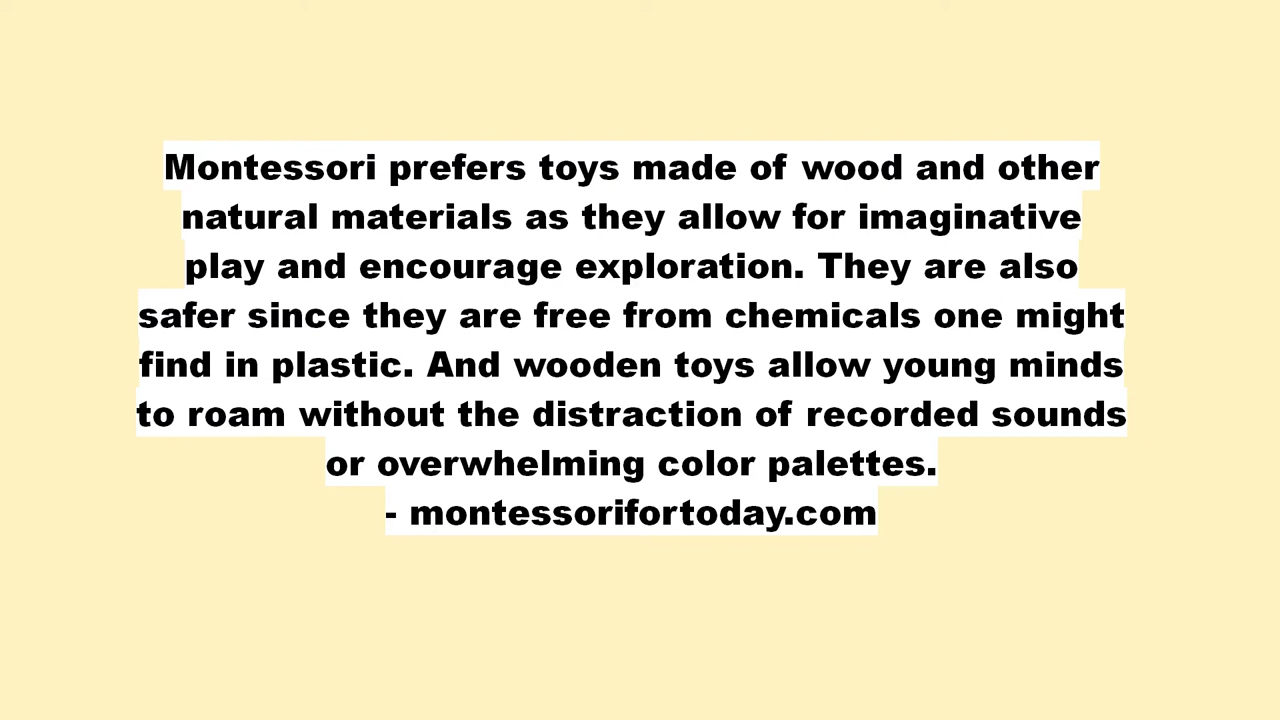 Montessori prefers toys made of wood and other
natural materials as they allow for imaginative
play and encourage exploration. They are also
safer since they are free from chemicals one might
find in plastic. And wooden toys allow young minds
to roam without the distraction of recorded sounds
or overwhelming color palettes.
- montessorifortoday.com